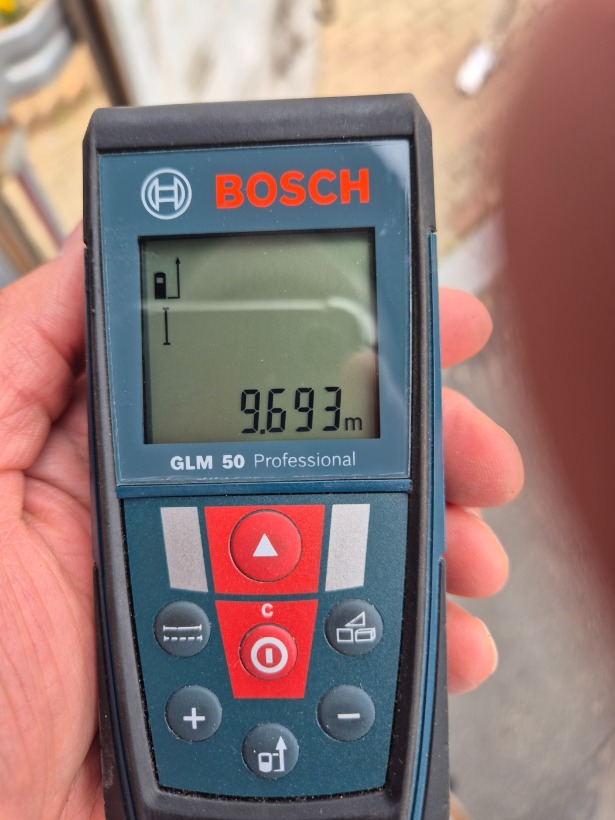 BOSCH
9.693m
GLM 50 Professional
C
+
−